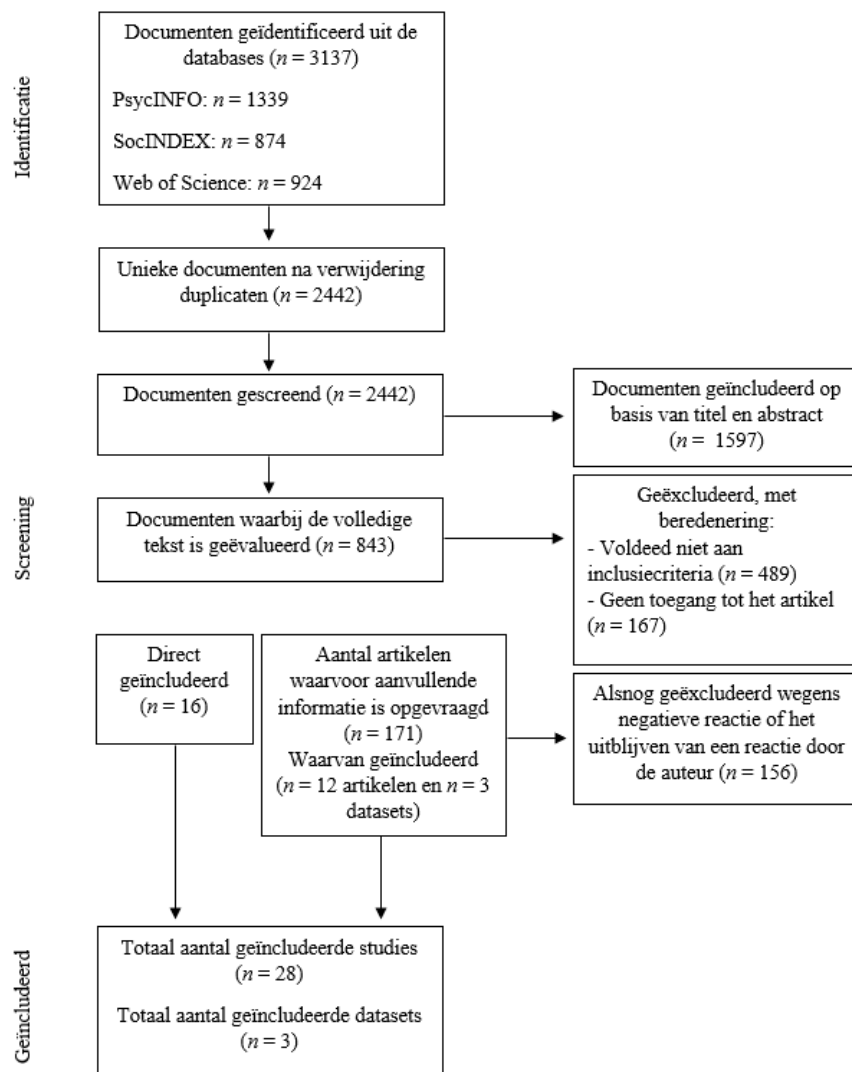 Identificatie
Documenten geïdentificeerd uit de
databases (n = 3137)
PsycINFO: n = 1339
SocINDEX: n = 874
Web of Science: n = 924
Unieke documenten na verwijdering
duplicaten (n = 2442)
Screening
Documenten gescreend (n = 2442)
Documenten geïncludeerd op
basis van titel en abstract
(n = 1597)
Documenten waarbij de volledige
tekst is geëvalueerd (n = 843)
Geëxcludeerd, met
beredenering:
- Voldeed niet aan
inclusiecriteria (n = 489)
- Geen toegang tot het artikel
(n = 167)
Direct
geïncludeerd
(n = 16)
Aantal artikelen
waarvoor aanvullende
informatie is opgevraagd
(n = 171)
Waarvan geïncludeerd
(n = 12 artikelen en n = 3
datasets)
Alsnog geëxcludeerd wegens
negatieve reactie of het
uitblijven van een reactie door
de auteur (n = 156)
Geïncludeerd
Totaal aantal geïncludeerde studies
(n = 28)
Totaal aantal geïncludeerde datasets
(n = 3)